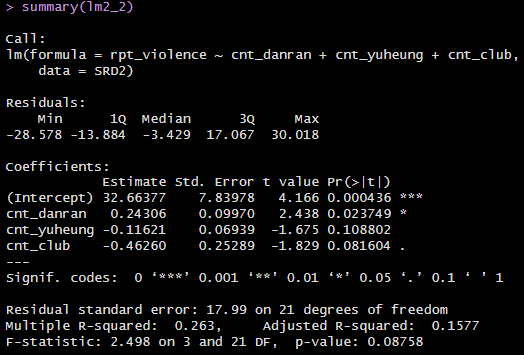 > summary(lm2_2)
Call:
lm(formula = rpt_violence ~ cnt_danran + cnt_yuheung + cnt_club,
    data = SRD2)
Residuals:
    Min      1Q  Median      3Q     Max
-28.578 -13.884  -3.429  17.067  30.018
Coefficients:
            Estimate Std. Error t value Pr(>|t|)
(Intercept) 32.66377    7.83978   4.166 0.000436 ***
cnt_danran   0.24306    0.09970   2.438 0.023749 *
cnt_yuheung -0.11621    0.06939  -1.675 0.108802
cnt_club    -0.46260    0.25289  -1.829 0.081604 .
---
Signif. codes:  0 ‘***’ 0.001 ‘**’ 0.01 ‘*’ 0.05 ‘.’ 0.1 ‘ ’ 1
Residual standard error: 17.99 on 21 degrees of freedom
Multiple R-squared:  0.263,     Adjusted R-squared:  0.1577
F-statistic: 2.498 on 3 and 21 DF,  p-value: 0.08758